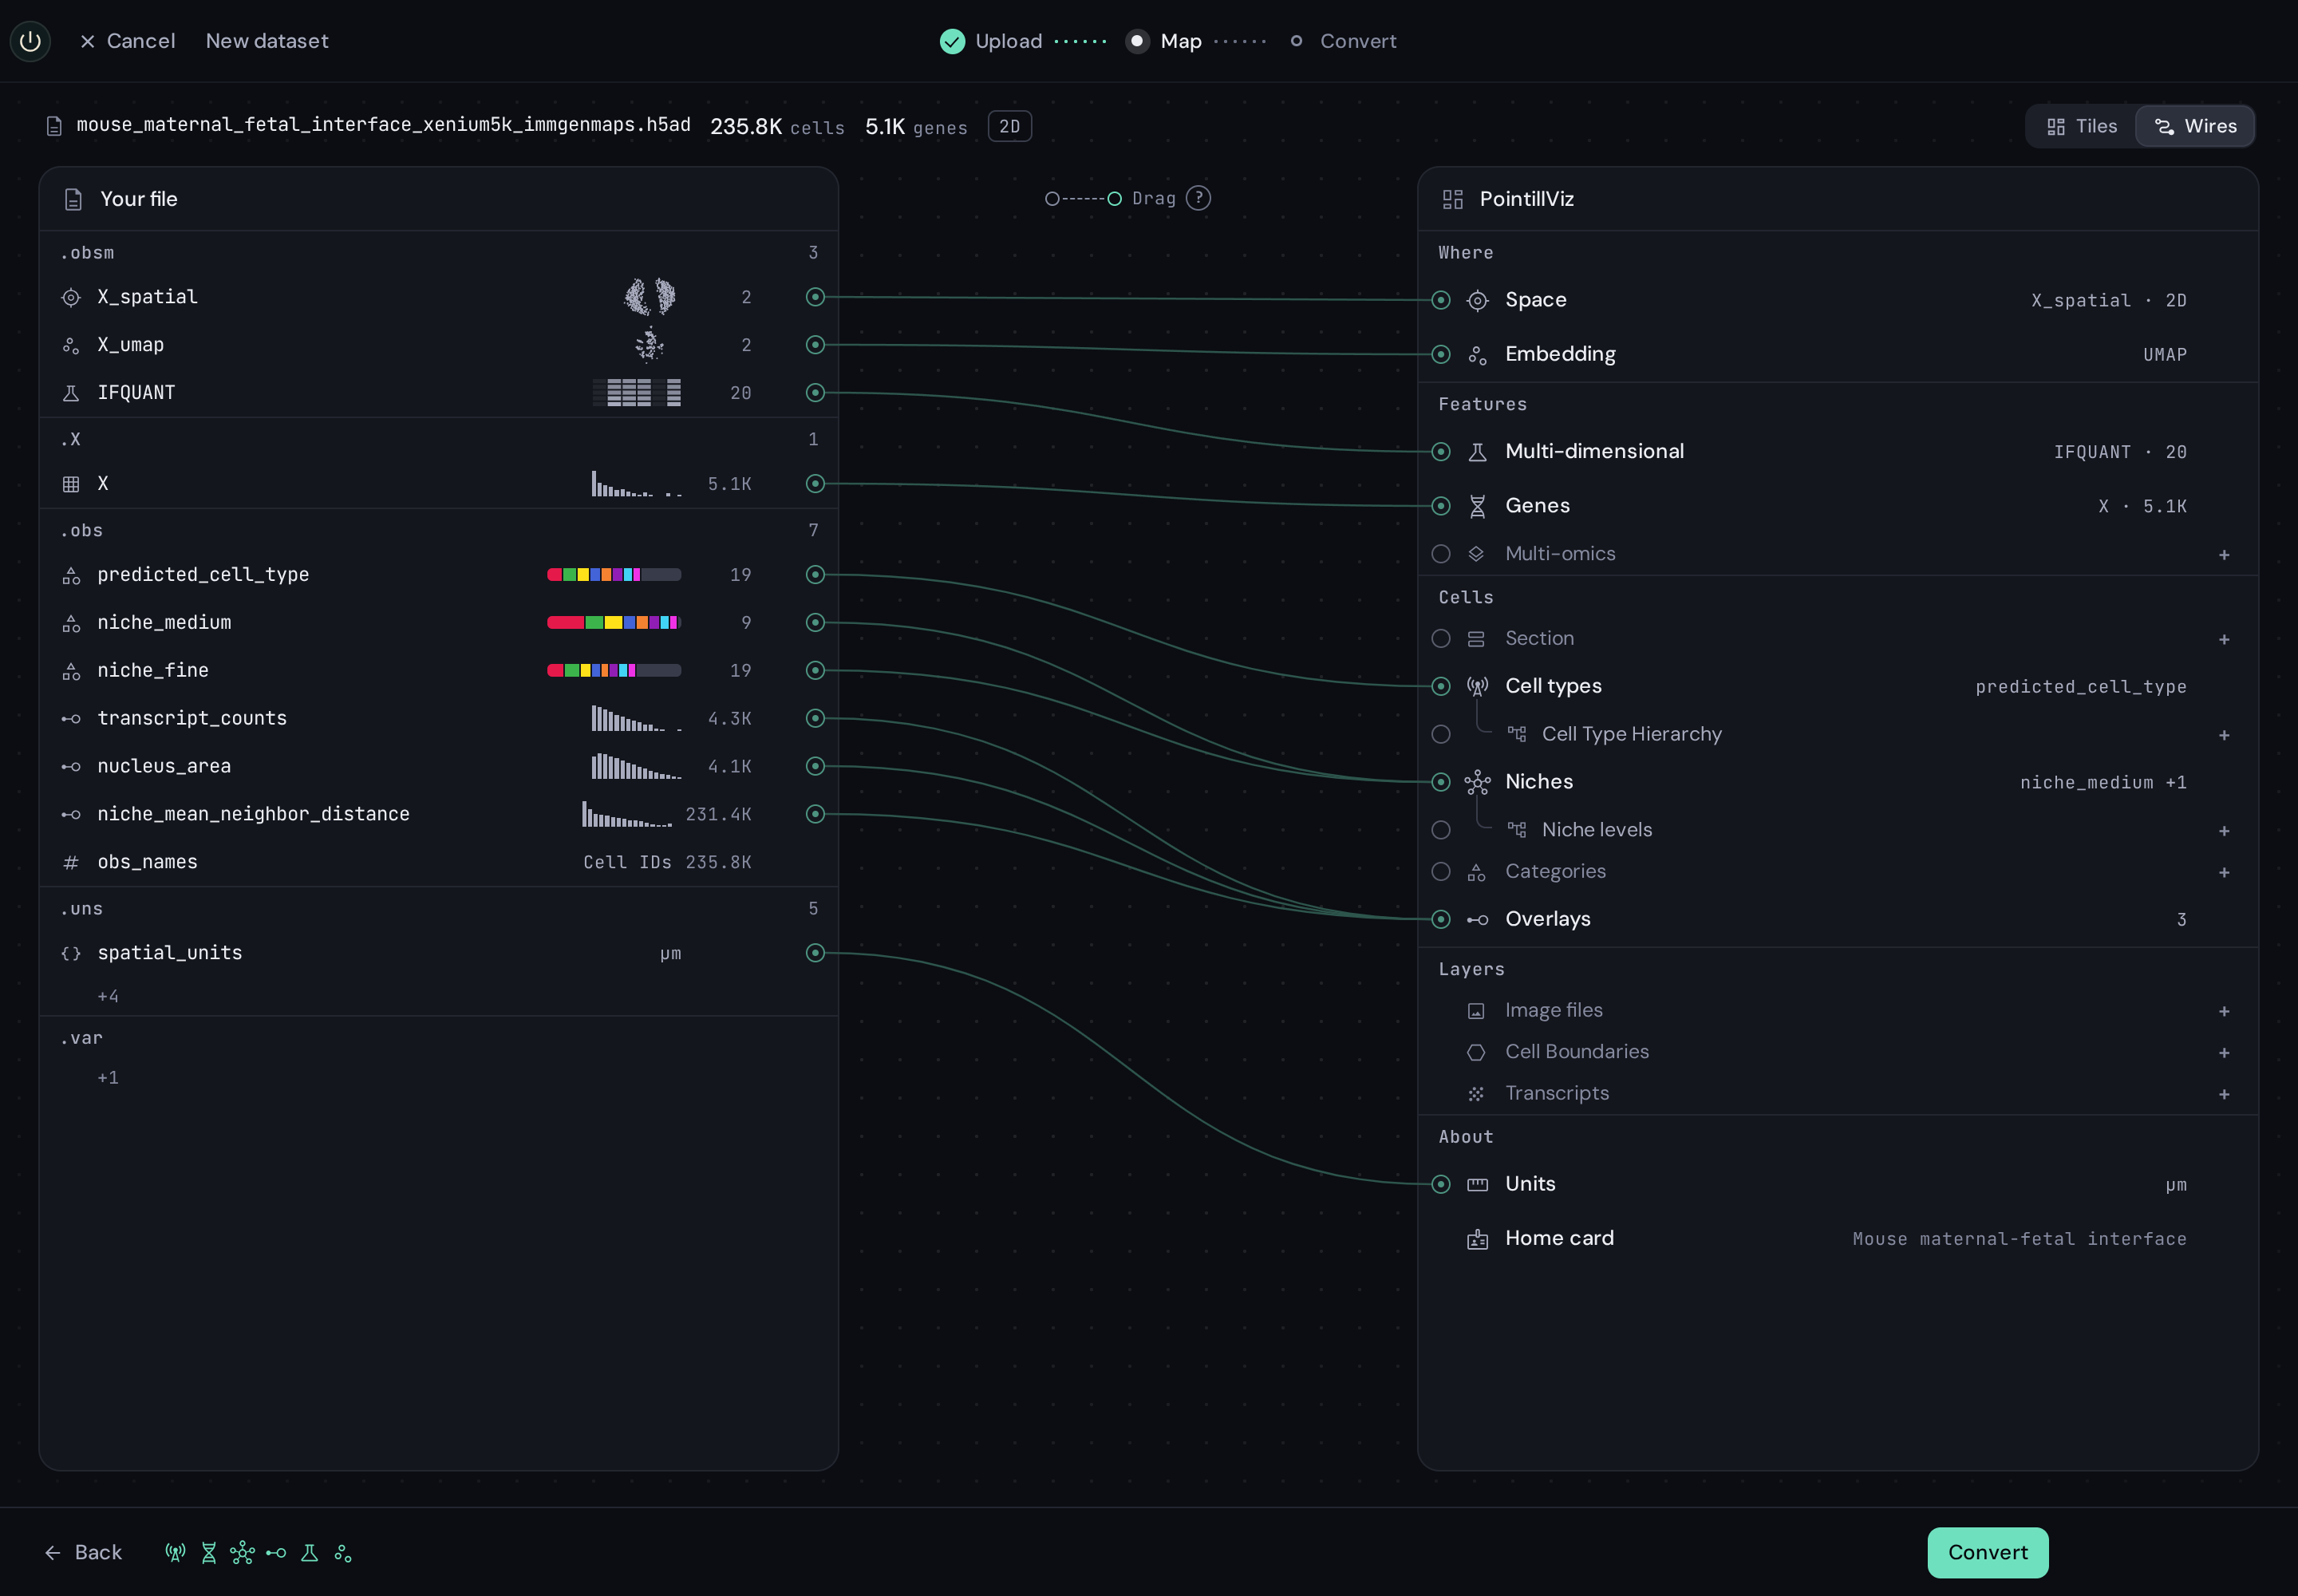 Cancel New dataset Upload Map Convert
mouse_maternal_fetal_interface_xenium5k_immgenmaps.h5ad 235.8K cells 5.1K genes 2D Tiles Wires
Your file
.obsm 3
X_spatial 2
X_umap 2
IFQUANT 20
.X 1
X 5.1K
.obs 7
predicted_cell_type 19
niche_medium 9
niche_fine 19
transcript_counts 4.3K
nucleus_area 4.1K
niche_mean_neighbor_distance 231.4K
obs_names Cell IDs 235.8K
.uns 5
spatial_units µm
+4
.var
+1
Drag ?
PointillViz
Where
Space X_spatial · 2D
Embedding UMAP
Features
Multi-dimensional IFQUANT · 20
Genes X · 5.1K
Multi-omics +
Cells
Section +
Cell types predicted_cell_type
Cell Type Hierarchy +
Niches niche_medium +1
Niche levels +
Categories +
Overlays 3
Layers
Image files +
Cell Boundaries +
Transcripts +
About
Units µm
Home card Mouse maternal-fetal interface
Back Convert